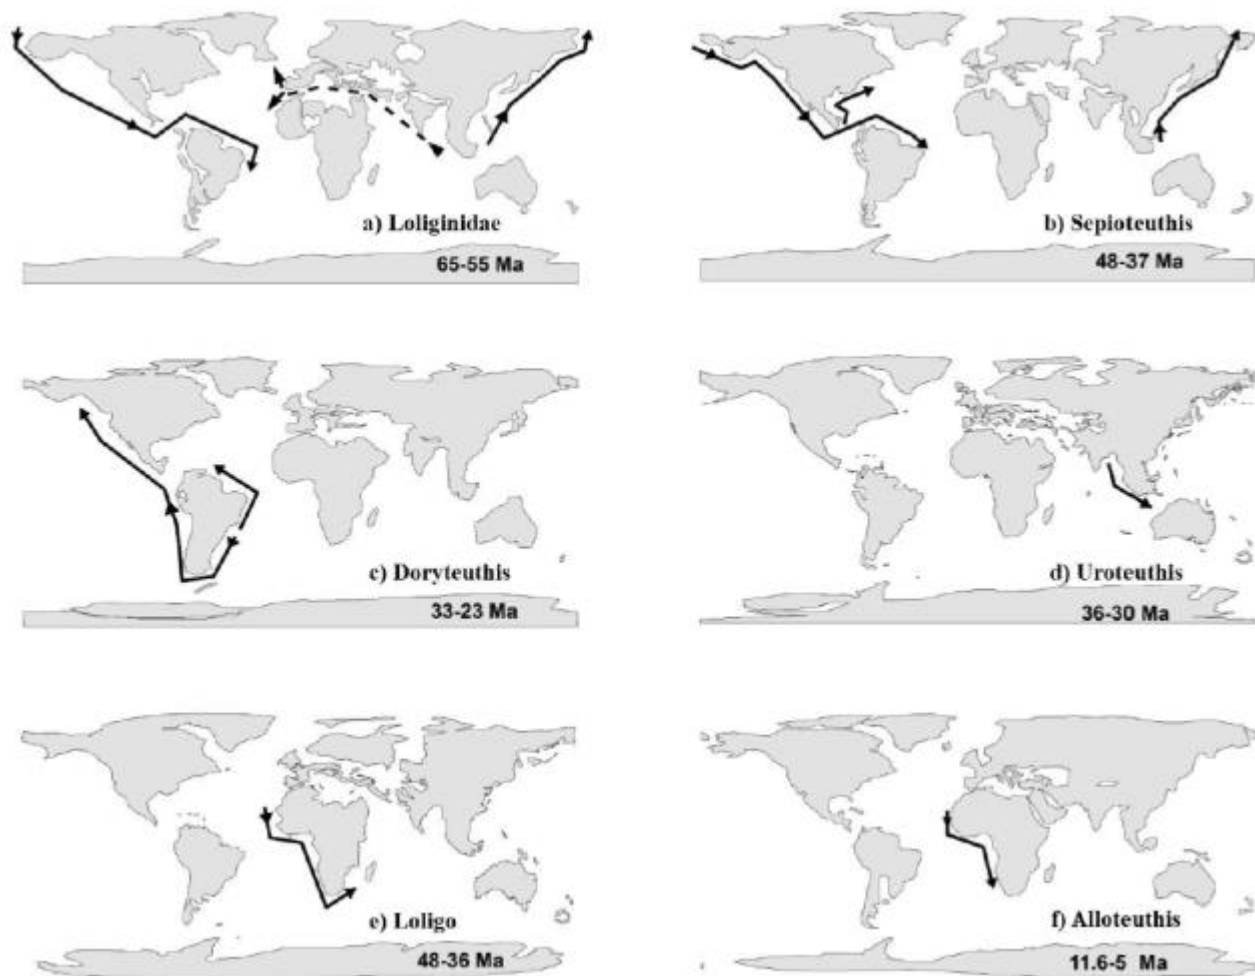 a) Loliginidae
65-55 Ma
b) Sepioteuthis
48-37 Ma
c) Doryteuthis
33-23 Ma
d) Uroteuthis
36-30 Ma
e) Loligo
48-36 Ma
f) Alloteuthis
11.6-5 Ma